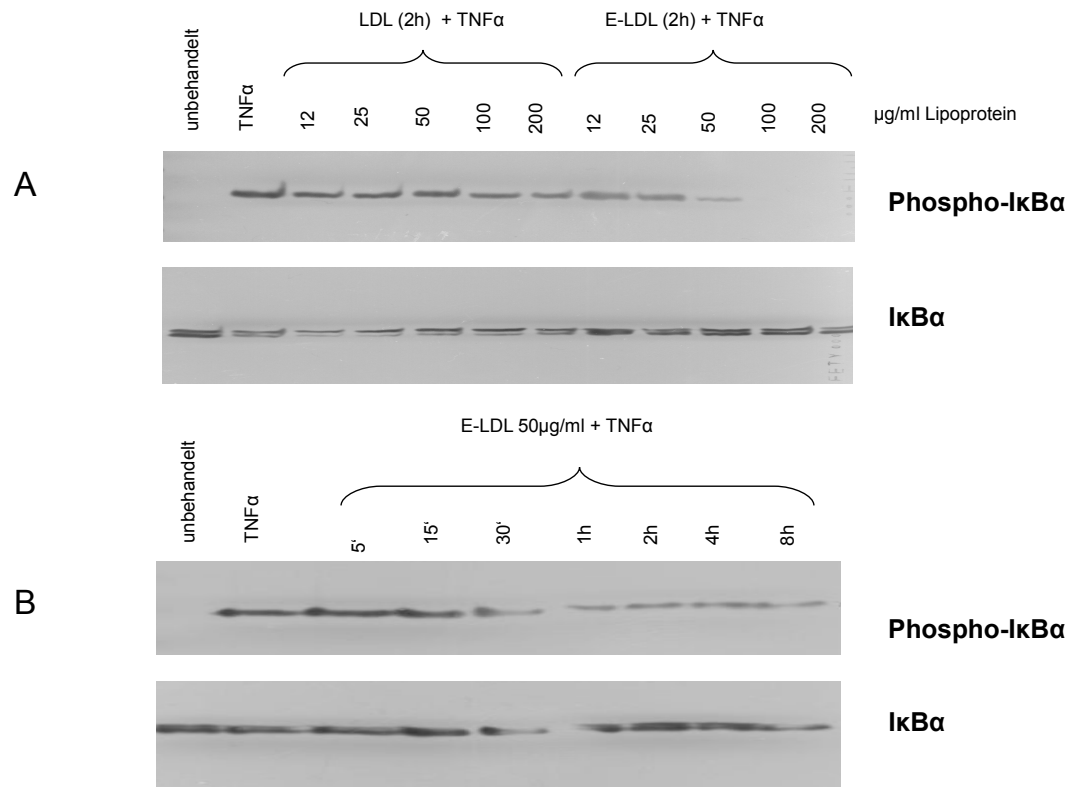 LDL (2h) + TNFα
E-LDL (2h) + TNFα
unbehandelt
TNFα
12
25
50
100
200
12
25
50
100
200
µg/ml Lipoprotein
A
Phospho-IκBα
IκBα
E-LDL 50µg/ml + TNFα
unbehandelt
TNFα
5‘
15‘
30‘
1h
2h
4h
8h
B
Phospho-IκBα
IκBα